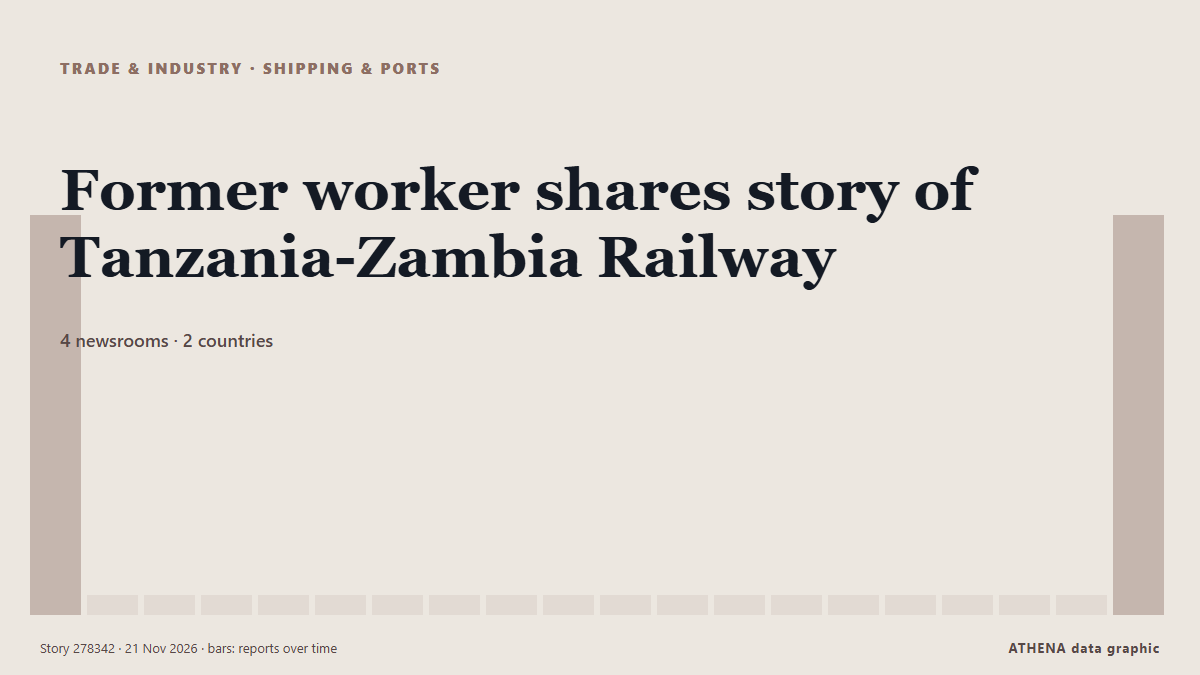 TRADE & INDUSTRY · SHIPPING & PORTS
Former worker shares story of
Tanzania-Zambia Railway
4 newsrooms · 2 countries
Story 278342 · 21 Nov 2026 · bars: reports over time
ATHENA data graphic